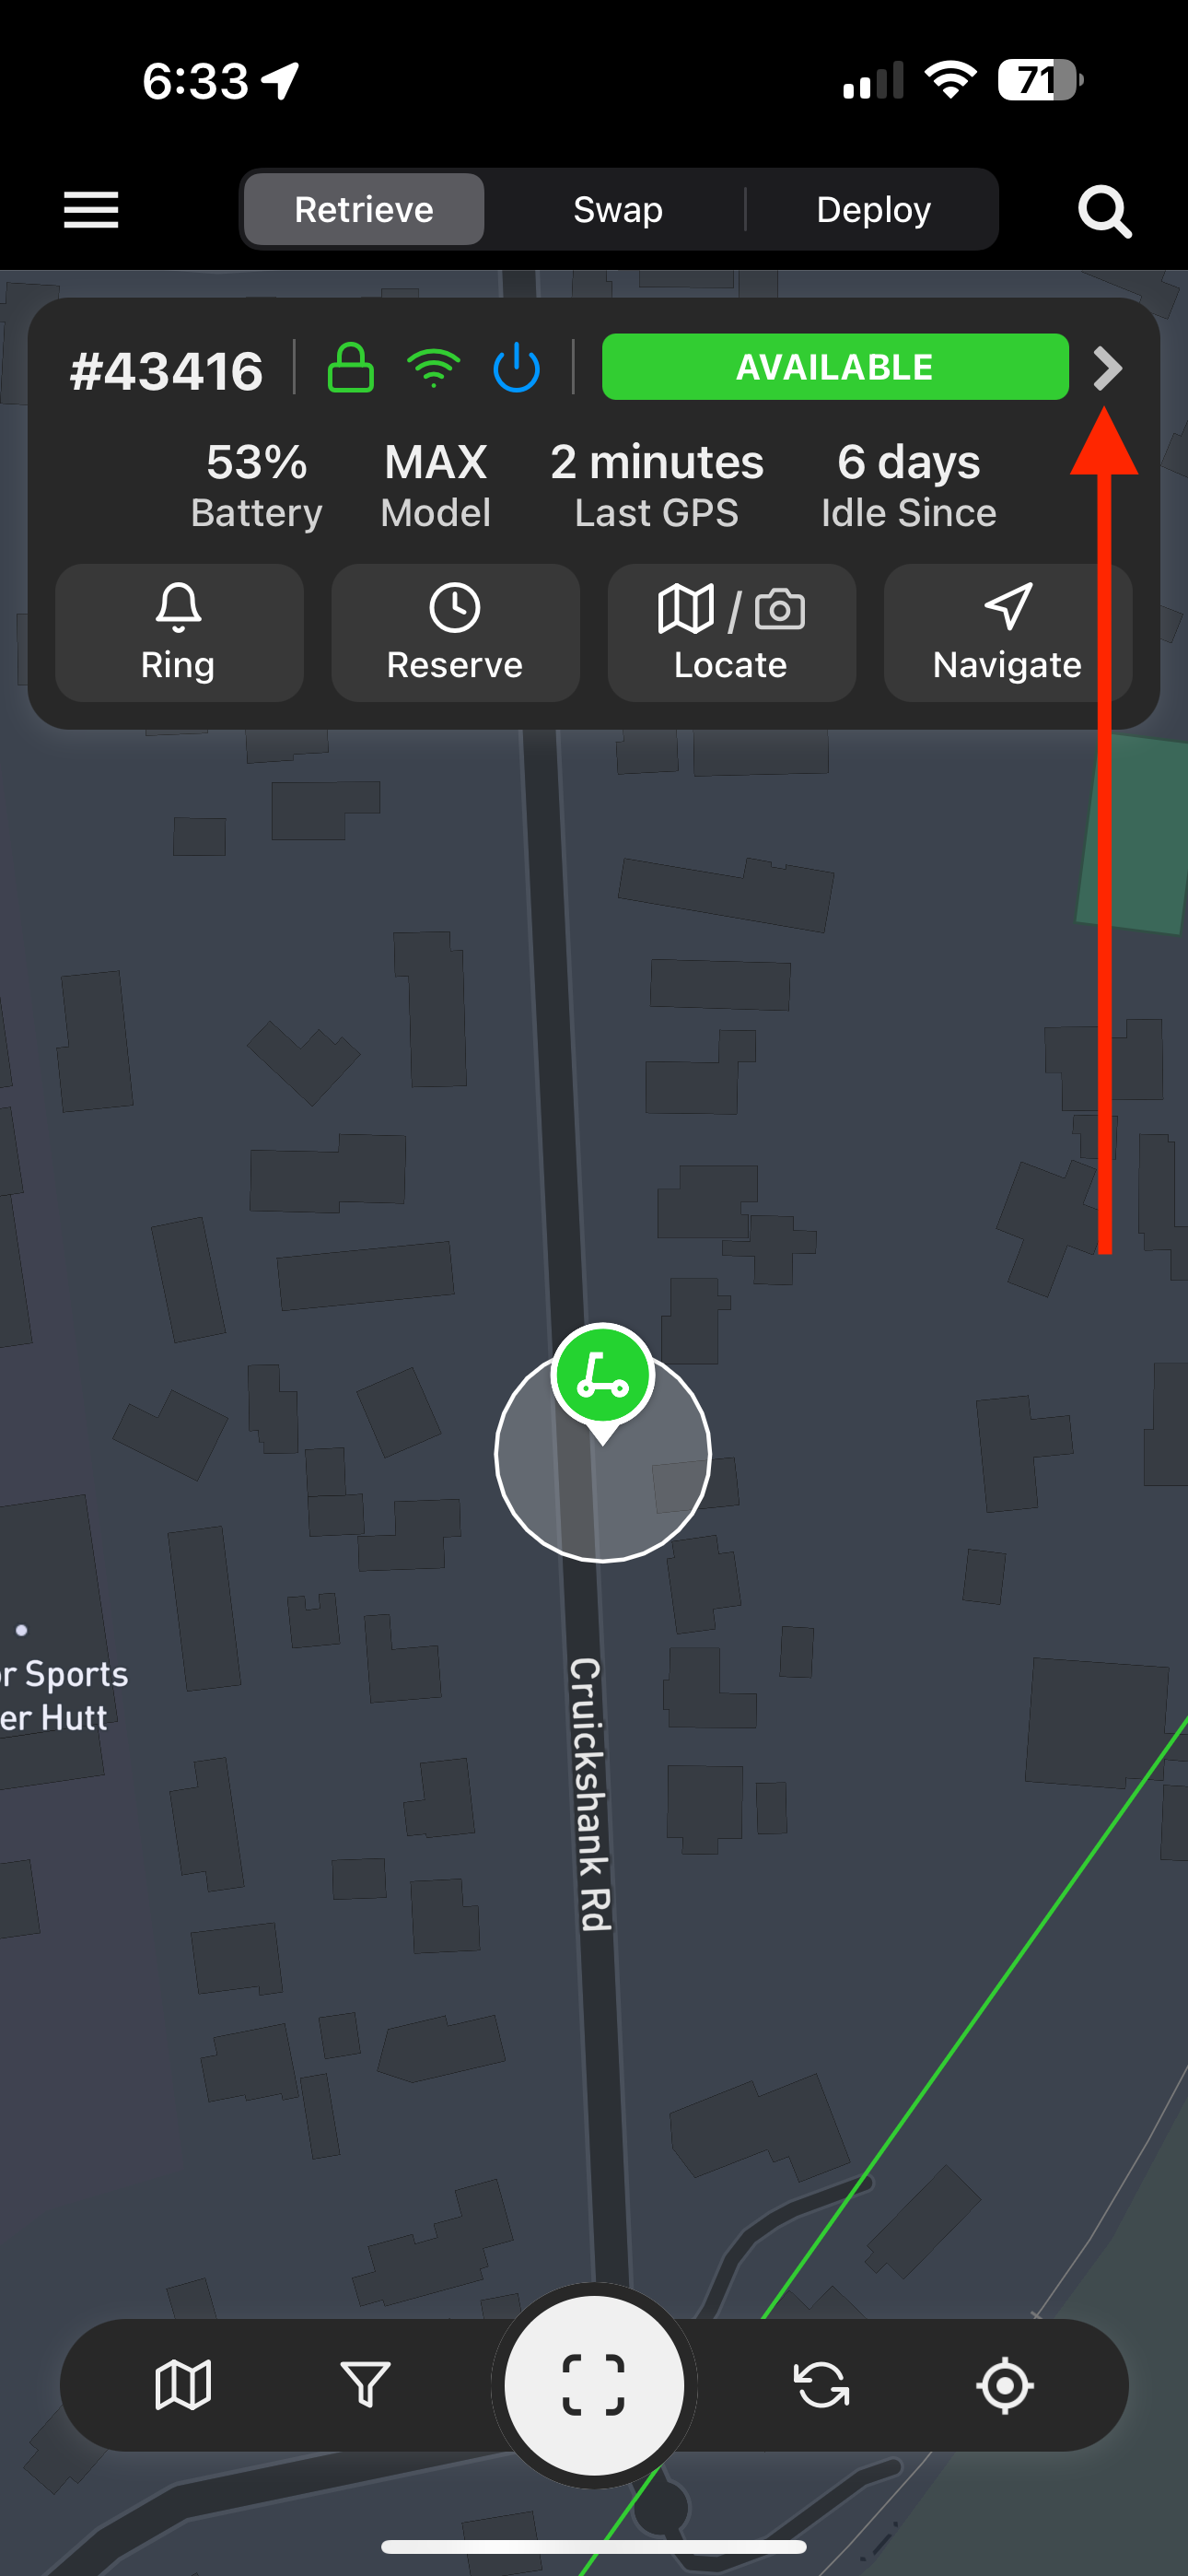 6:33
71
Retrieve
Swap
Deploy
#43416
AVAILABLE
53%
Battery
MAX
Model
2 minutes
Last GPS
6 days
Idle Since
Ring
Reserve
/
Locate
Navigate
r Sports
er Hutt
Cruickshank Rd